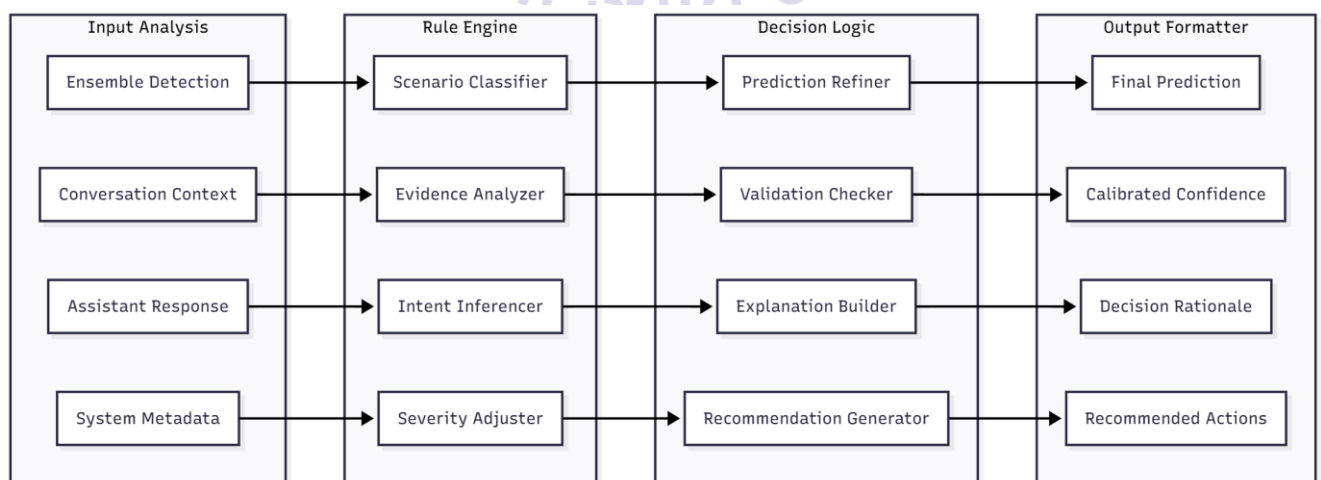 Input Analysis
Rule Engine
Decision Logic
Output Formatter
Ensemble Detection
Scenario Classifier
Prediction Refiner
Final Prediction
Conversation Context
Evidence Analyzer
Validation Checker
Calibrated Confidence
Assistant Response
Intent Inferencer
Explanation Builder
Decision Rationale
System Metadata
Severity Adjuster
Recommendation Generator
Recommended Actions